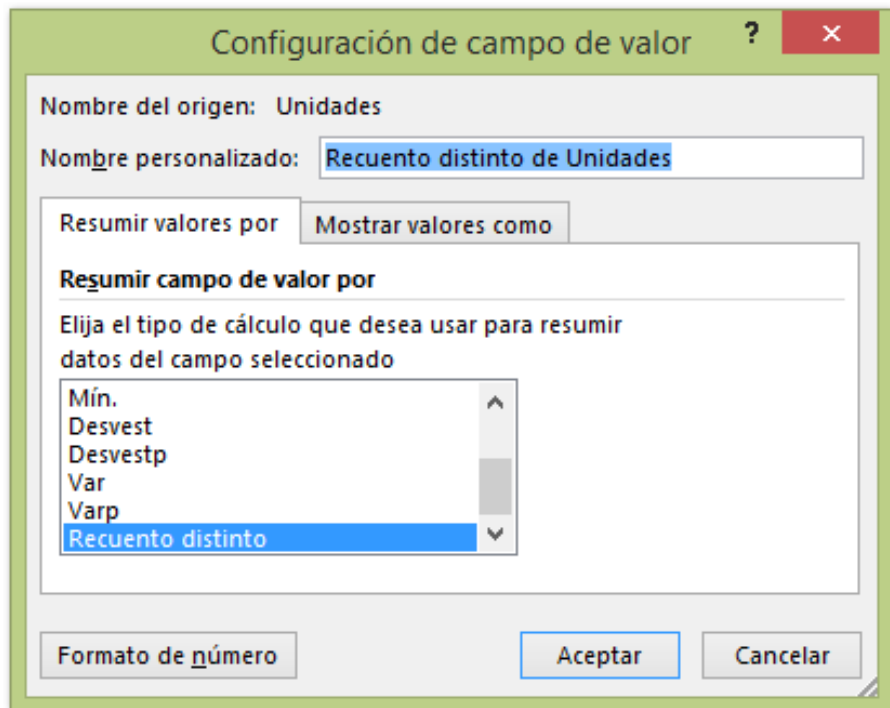 Configuración de campo de valor ?
Nombre del origen: Unidades
Nombre personalizado: Recuento distinto de Unidades
Resumir valores por Mostrar valores como
Resumir campo de valor por
Elija el tipo de cálculo que desea usar para resumir
datos del campo seleccionado
Mín.
Desvest
Desvestp
Var
Varp
Recuento distinto
Formato de número Aceptar Cancelar